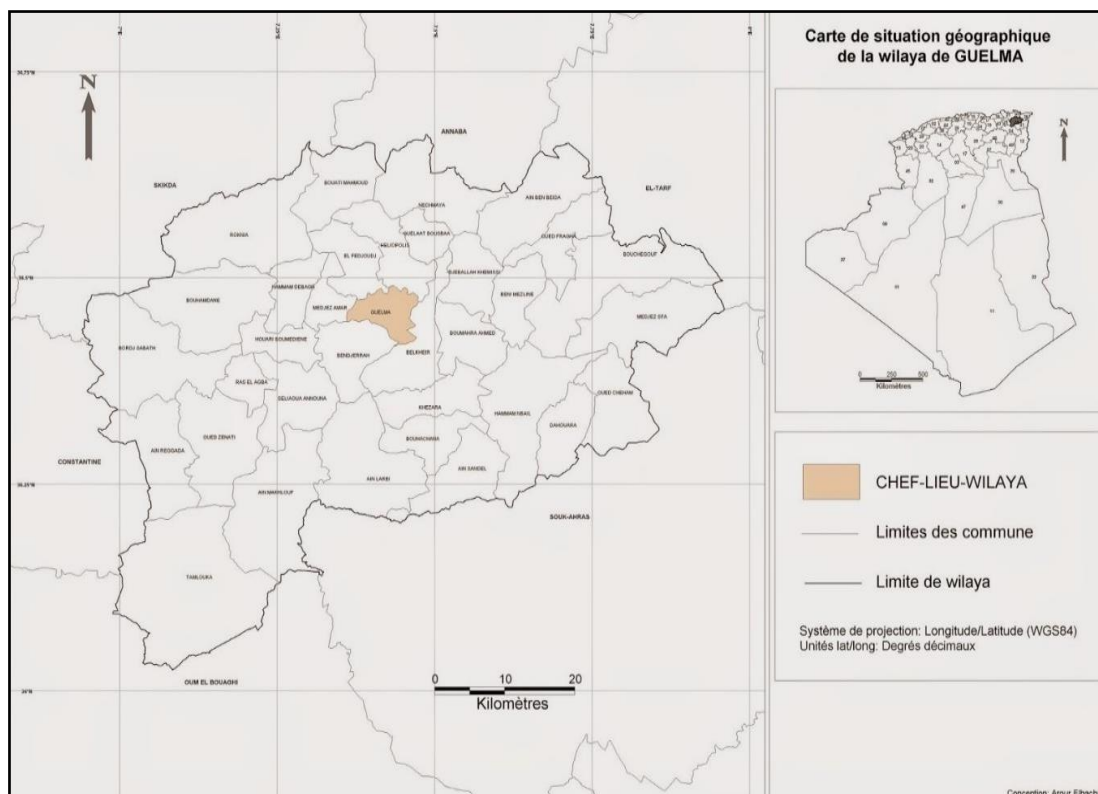 Carte de situation géographique
de la wilaya de GUELMA
N
ANNABA
SKIKDA
EL-TARF
BOUATI MAHMOUD
NECHMAYA
AIN BEN BEIDA
ROKNIA
GUELAAT BOUSBAA
OUED FRAGHA
HELIOPOLIS
EL FEDJOUDJ
BOUCHEGOUF
DJEBALLAH KHEMISSI
HAMMAM DEBAGH
BENI MEZLINE
BOUHAMDANE
MEDJEZ AMAR
GUELMA
MEDJEZ SFA
BOUMAHRA AHMED
HOUARI BOUMEDIENE
BORDJ SABATH
BENDJERRAH
BELKHEIR
RAS EL AGBA
OUED CHEHAM
SELLAOUA ANNOUNA
KHEZARA
HAMMAM NBAIL
DAHOUARA
OUED ZENATI
BOUHACHANA
AIN REGGADA
CONSTANTINE
AIN SANDEL
AIN LARBI
AIN MAKHLOUF
SOUK-AHRAS
TAMLOUKA
OUM EL BOUAGHI
0 10 20
Kilomètres
N
0 250 500
Kilomètres
CHEF-LIEU-WILAYA
Limites des commune
Limite de wilaya
Système de projection: Longitude/Latitude (WGS84)
Unités lat/long: Degrés décimaux